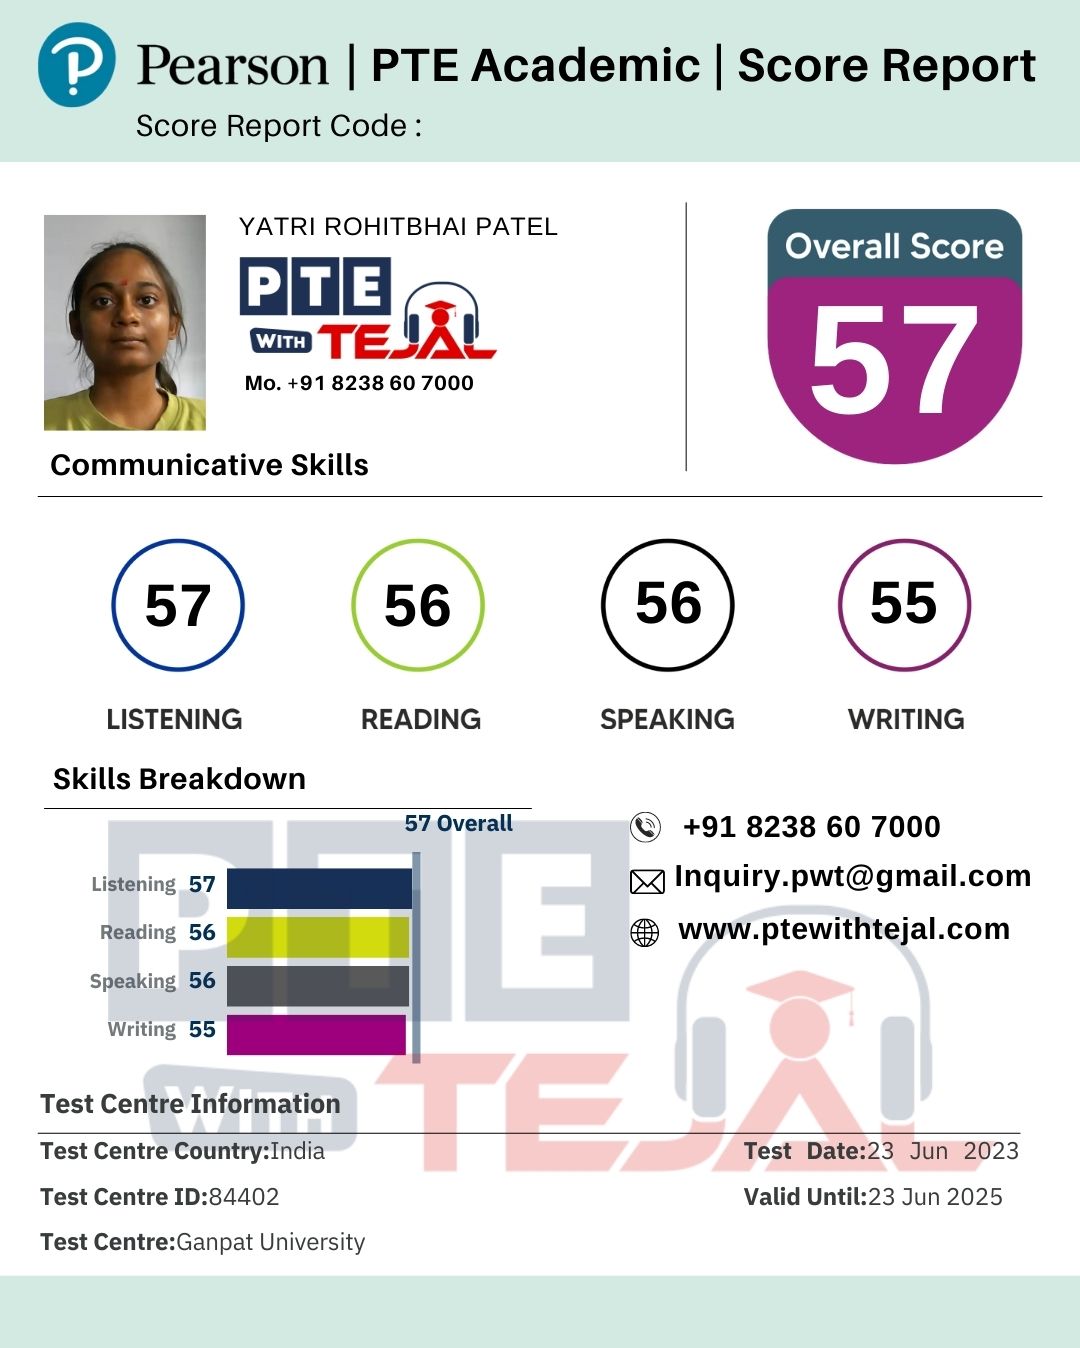 Pearson | PTE Academic | Score Report
Score Report Code :
YATRI ROHITBHAI PATEL
PTE
WITH TEJAL
Mo. +91 8238 60 7000
Overall Score
57
Communicative Skills
57 56 56 55
LISTENING READING SPEAKING WRITING
Skills Breakdown
57 Overall
Listening 57
Reading 56
Speaking 56
Writing 55
+91 8238 60 7000
Inquiry.pwt@gmail.com
www.ptewithtejal.com
PTE
WITH TEJAL
Test Centre Information
Test Centre Country:India
Test Date:23 Jun 2023
Test Centre ID:84402
Valid Until:23 Jun 2025
Test Centre:Ganpat University